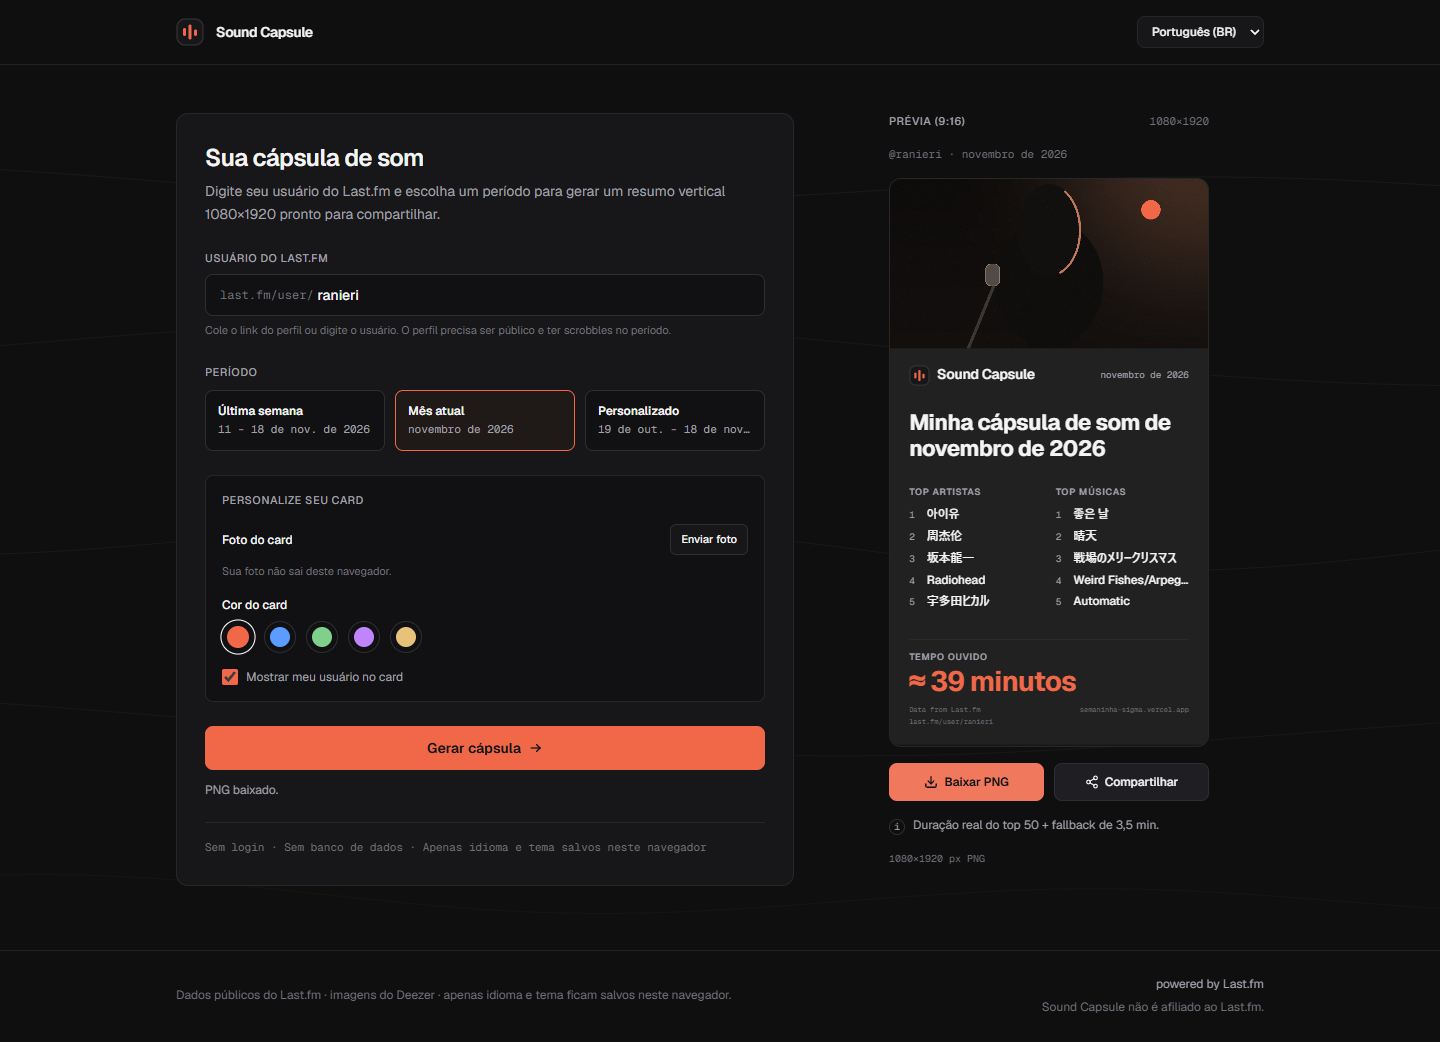 Sound Capsule
Português (BR)
Sua cápsula de som
Digite seu usuário do Last.fm e escolha um período para gerar um resumo vertical
1080×1920 pronto para compartilhar.
USUÁRIO DO LAST.FM
last.fm/user/ ranieri
Cole o link do perfil ou digite o usuário. O perfil precisa ser público e ter scrobbles no período.
PERÍODO
Última semana
11 – 18 de nov. de 2026
Mês atual
novembro de 2026
Personalizado
19 de out. – 18 de nov…
PERSONALIZE SEU CARD
Foto do card
Enviar foto
Sua foto não sai deste navegador.
Cor do card
Mostrar meu usuário no card
Gerar cápsula →
PNG baixado.
Sem login · Sem banco de dados · Apenas idioma e tema salvos neste navegador
PRÉVIA (9:16)
1080×1920
@ranieri · novembro de 2026
Sound Capsule
novembro de 2026
Minha cápsula de som de
novembro de 2026
TOP ARTISTAS
1 아이유
2 周杰伦
3 坂本龍一
4 Radiohead
5 宇多田ヒカル
TOP MÚSICAS
1 좋은 날
2 晴天
3 戦場のメリークリスマス
4 Weird Fishes/Arpeg…
5 Automatic
TEMPO OUVIDO
≈ 39 minutos
Data from Last.fm
last.fm/user/ranieri
semaninha-sigma.vercel.app
Baixar PNG
Compartilhar
i Duração real do top 50 + fallback de 3,5 min.
1080×1920 px PNG
Dados públicos do Last.fm · imagens do Deezer · apenas idioma e tema ficam salvos neste navegador.
powered by Last.fm
Sound Capsule não é afiliado ao Last.fm.